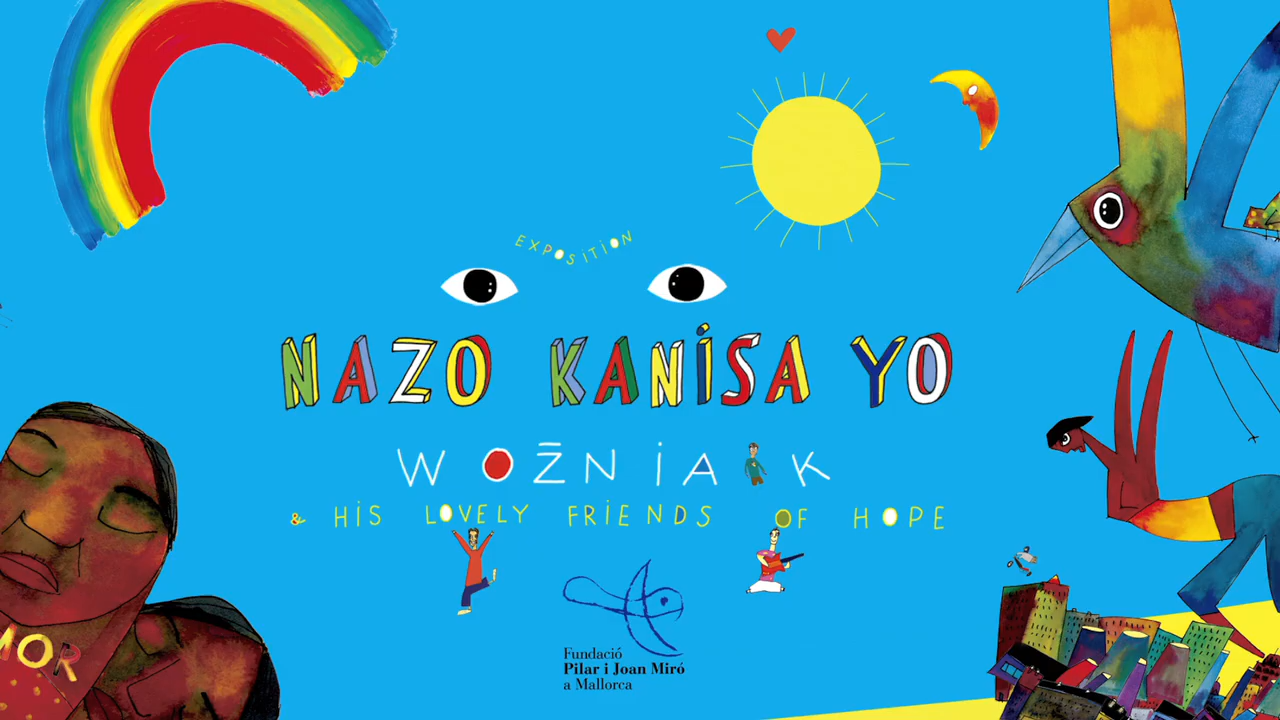 EXPOSITION
NAZO KANISA YO
WOŽNIAK
& HIS LOVELY FRIENDS OF HOPE
MOR
Fundació
Pilar i Joan Miró
a Mallorca